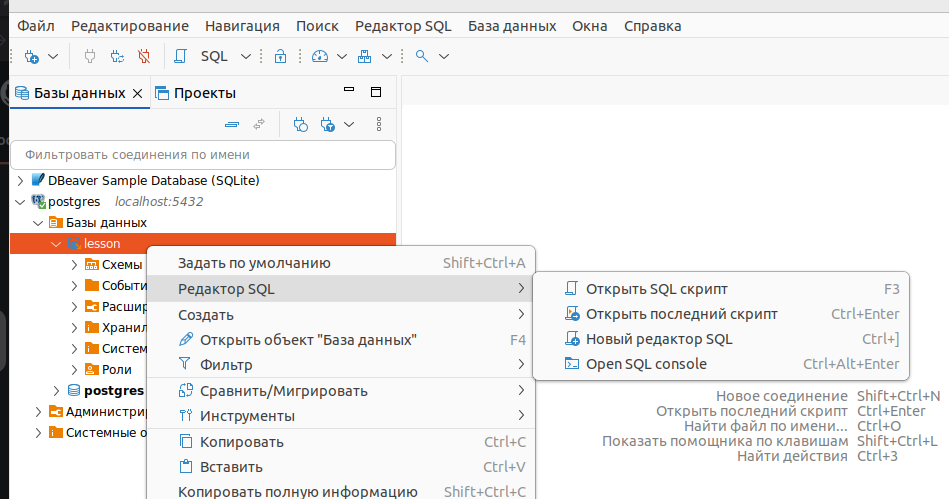 Файл Редактирование Навигация Поиск Редактор SQL База данных Окна Справка
SQL
Базы данных Проекты
Фильтровать соединения по имени
DBeaver Sample Database (SQLite)
postgres localhost:5432
Базы данных
lesson
Схемы
Событи
Расшир
Хранил
Систем
Роли
postgres
Администрир
Системные о
Задать по умолчанию Shift+Ctrl+A
Редактор SQL
Создать
Открыть объект "База данных" F4
Фильтр
Сравнить/Мигрировать
Инструменты
Копировать Ctrl+C
Вставить Ctrl+V
Копировать полную информацию Shift+Ctrl+C
Открыть SQL скрипт F3
Открыть последний скрипт Ctrl+Enter
Новый редактор SQL Ctrl+]
Open SQL console Ctrl+Alt+Enter
Новое соединение Shift+Ctrl+N
Открыть последний скрипт Ctrl+Enter
Найти файл по имени... Ctrl+O
Показать помощника по клавишам Shift+Ctrl+L
Найти действия Ctrl+3